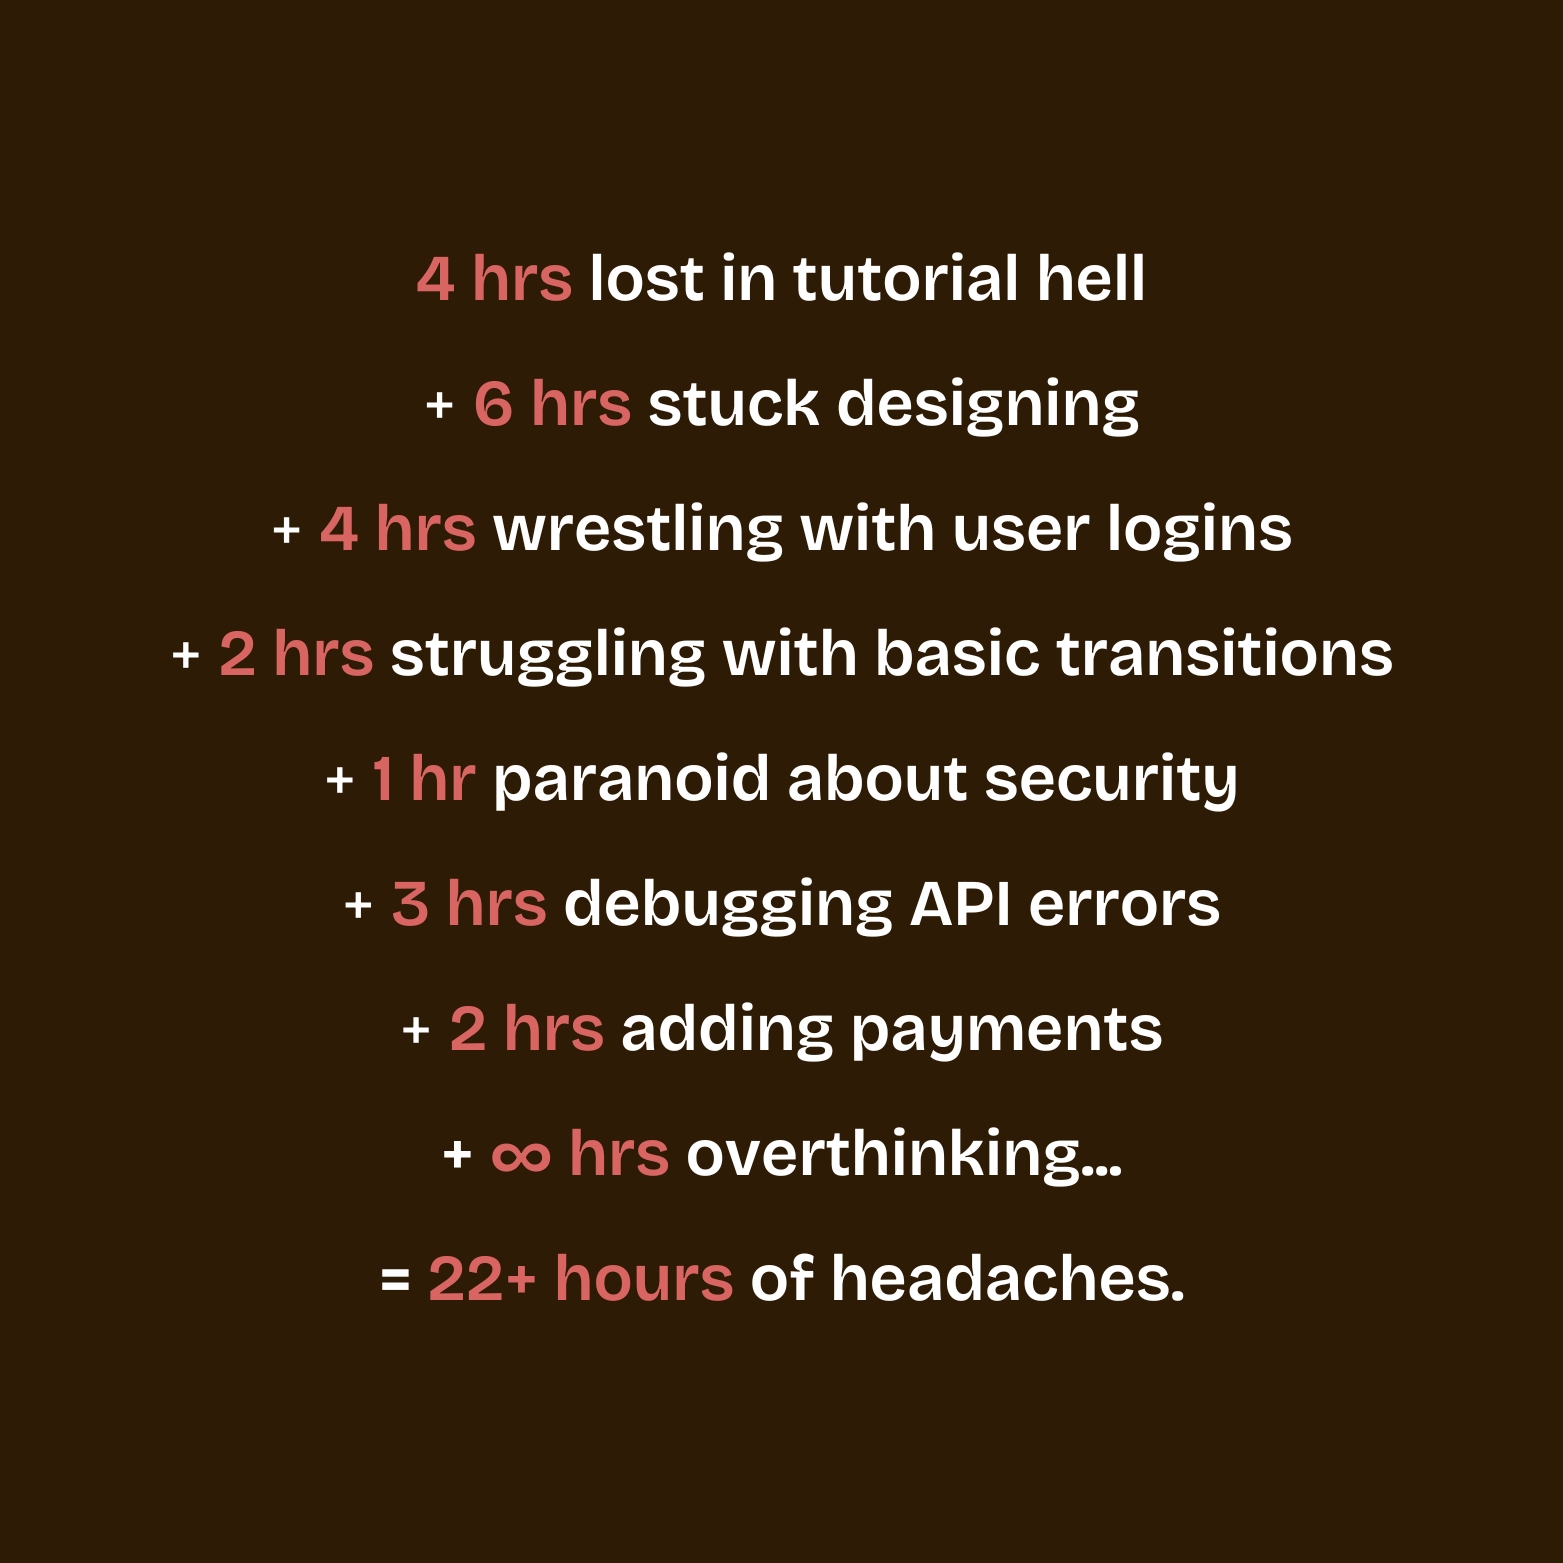 4 hrs lost in tutorial hell
+ 6 hrs stuck designing
+ 4 hrs wrestling with user logins
+ 2 hrs struggling with basic transitions
+ 1 hr paranoid about security
+ 3 hrs debugging API errors
+ 2 hrs adding payments
+ ∞ hrs overthinking...
= 22+ hours of headaches.